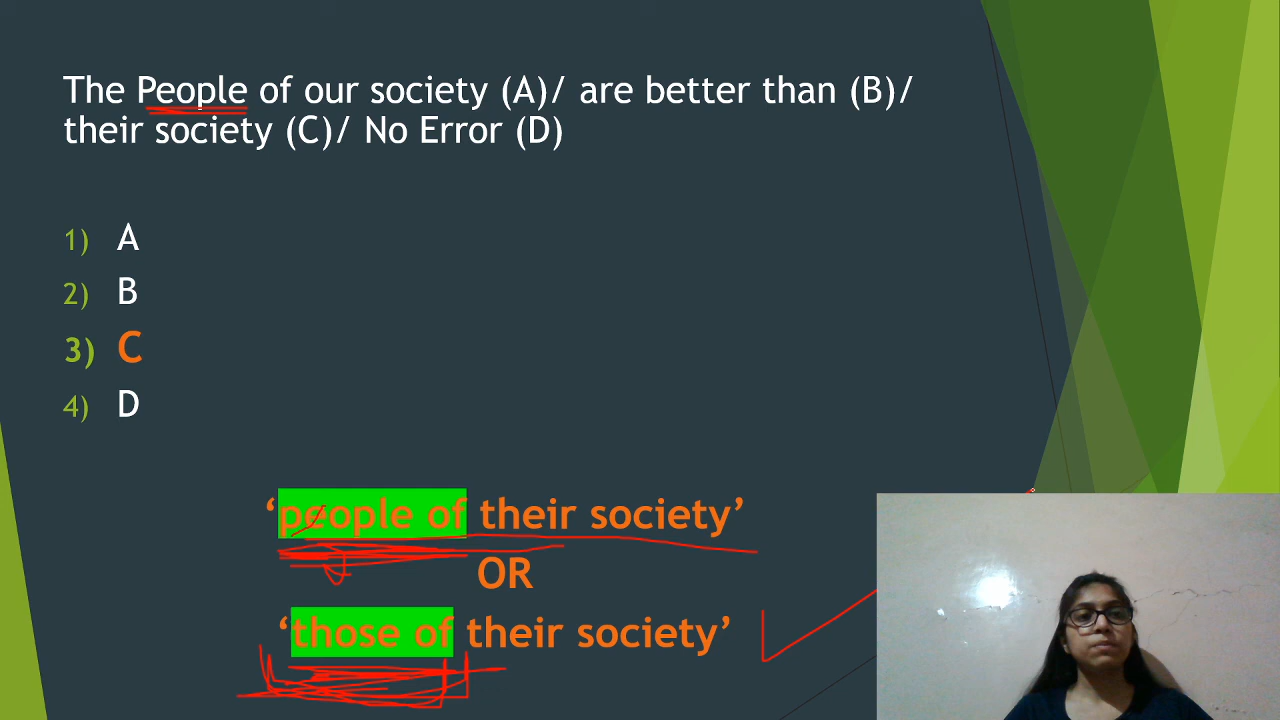 The People of our society (A)/ are better than (B)/
their society (C)/ No Error (D)
1) A
2) B
3) C
4) D
‘people of their society’
OR
‘those of their society’